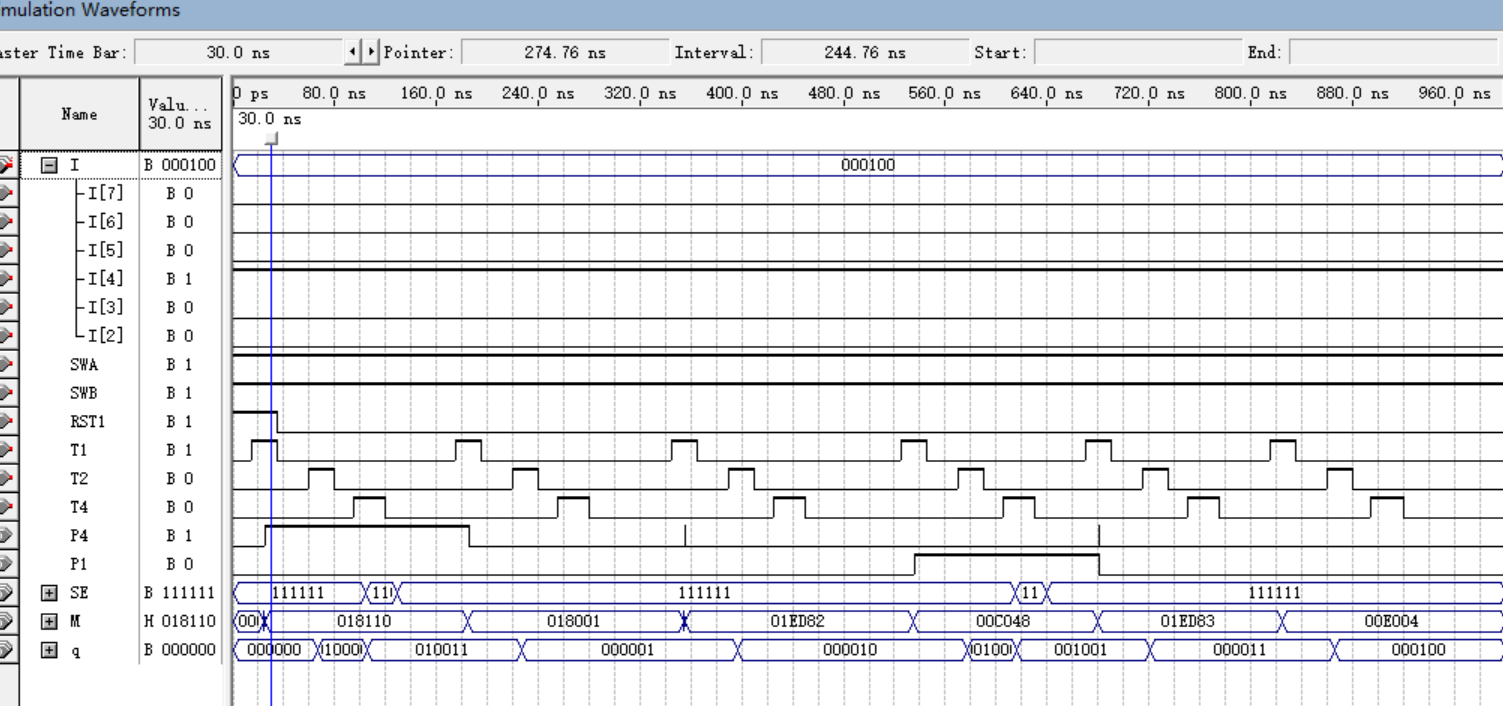 mulation Waveforms
aster Time Bar: 30.0 ns Pointer: 274.76 ns Interval: 244.76 ns Start: End:
Name Valu... 30.0 ns
0 ps 80.0 ns 160.0 ns 240.0 ns 320.0 ns 400.0 ns 480.0 ns 560.0 ns 640.0 ns 720.0 ns 800.0 ns 880.0 ns 960.0 ns
30.0 ns
I B 000100 000100
I[7] B 0
I[6] B 0
I[5] B 0
I[4] B 1
I[3] B 0
I[2] B 0
SWA B 1
SWB B 1
RST1 B 1
T1 B 1
T2 B 0
T4 B 0
P4 B 1
P1 B 0
SE B 111111 111111 11 111111 11 111111
M H 018110 00 018110 018001 01ED82 00C048 01ED83 00E004
q B 000000 000000 1000 010011 000001 000010 0100 001001 000011 000100